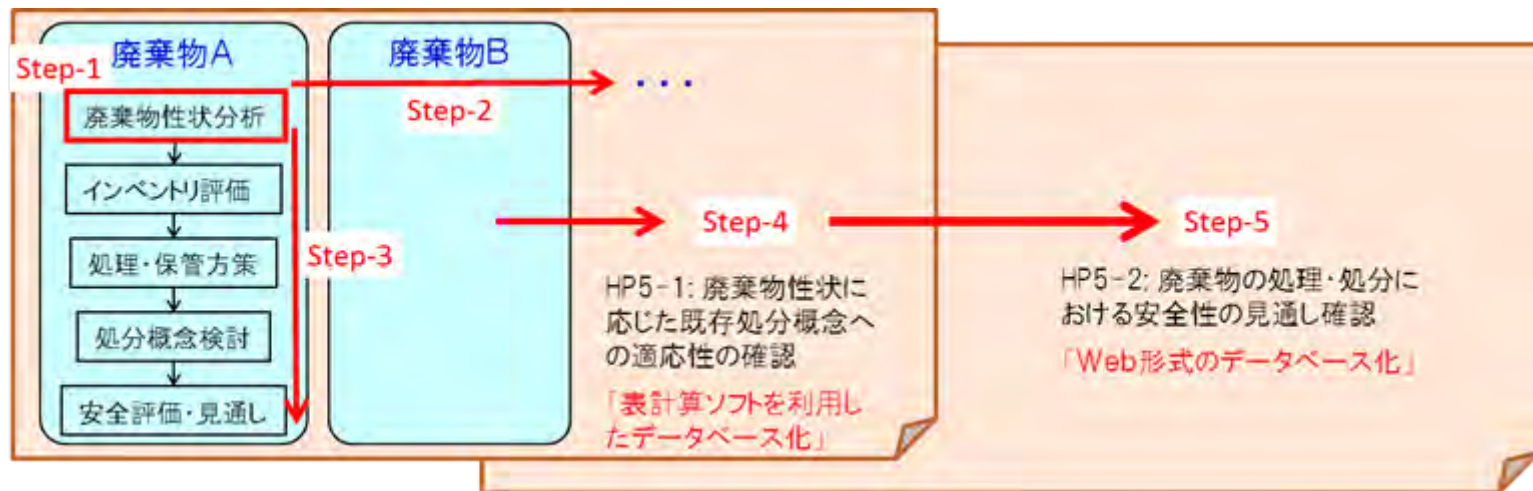 廃棄物A
Step-1
廃棄物性状分析
インベントリ評価
処理・保管方策
処分概念検討
安全評価・見通し
Step-3
廃棄物B
Step-2
・・・
Step-4
HP5-1: 廃棄物性状に
応じた既存処分概念へ
の適応性の確認
「表計算ソフトを利用し
たデータベース化」
Step-5
HP5-2: 廃棄物の処理・処分に
おける安全性の見通し確認
「Web形式のデータベース化」